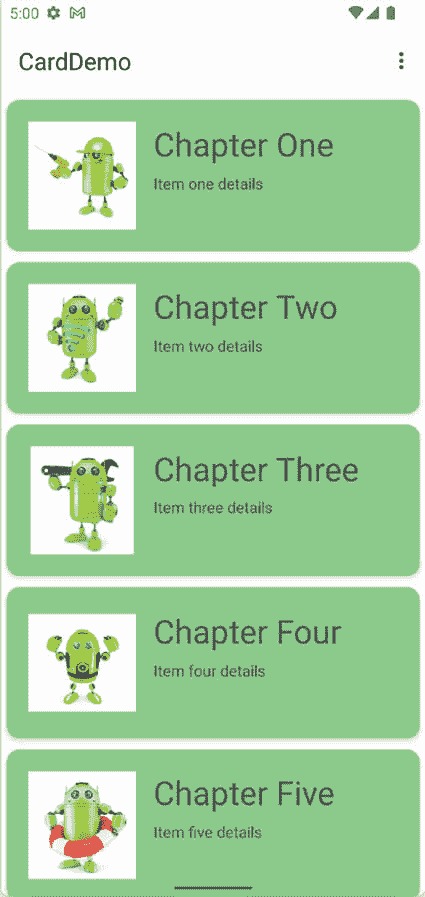 5:00
CardDemo
Chapter One
Item one details
Chapter Two
Item two details
Chapter Three
Item three details
Chapter Four
Item four details
Chapter Five
Item five details